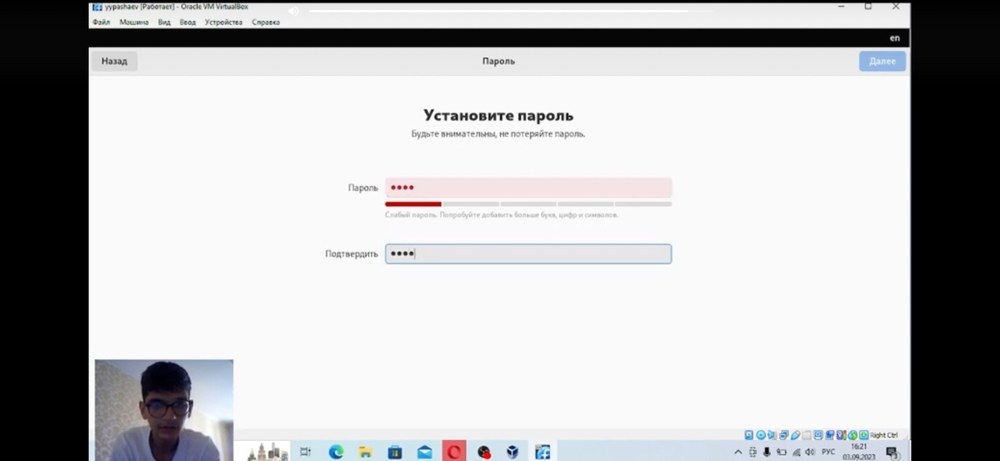 yypashaev [Работает] - Oracle VM VirtualBox
Файл Машина Вид Ввод Устройства Справка
en
Назад Пароль Далее
Установите пароль
Будьте внимательны, не потеряйте пароль.
Пароль ••••
Слабый пароль. Попробуйте добавить больше букв, цифр и символов.
Подтвердить ••••
Right Ctrl
РУС 16:21
03.09.2023
3